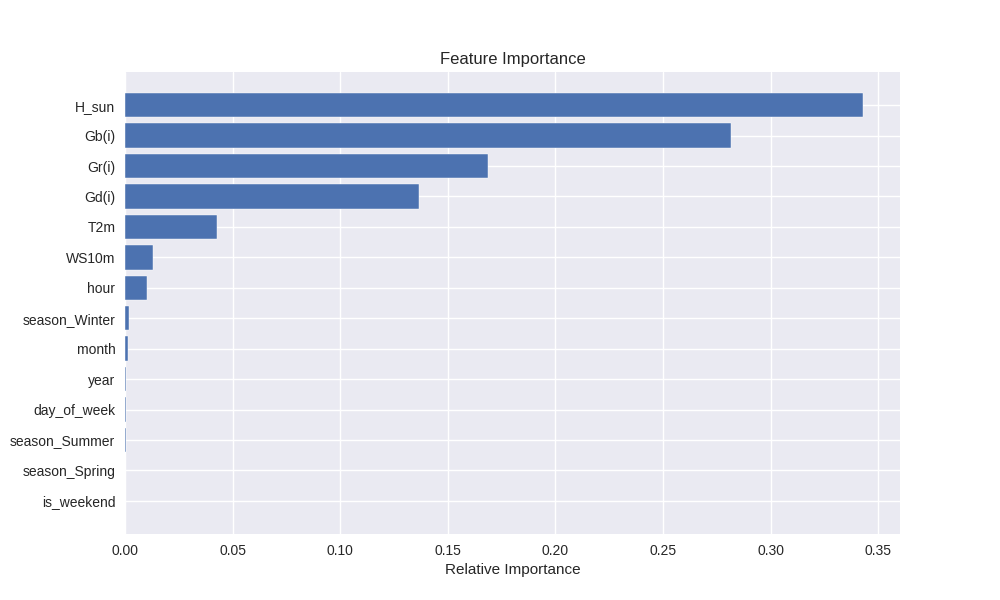 Feature Importance
H_sun
Gb(i)
Gr(i)
Gd(i)
T2m
WS10m
hour
season_Winter
month
year
day_of_week
season_Summer
season_Spring
is_weekend
0.00 0.05 0.10 0.15 0.20 0.25 0.30 0.35
Relative Importance